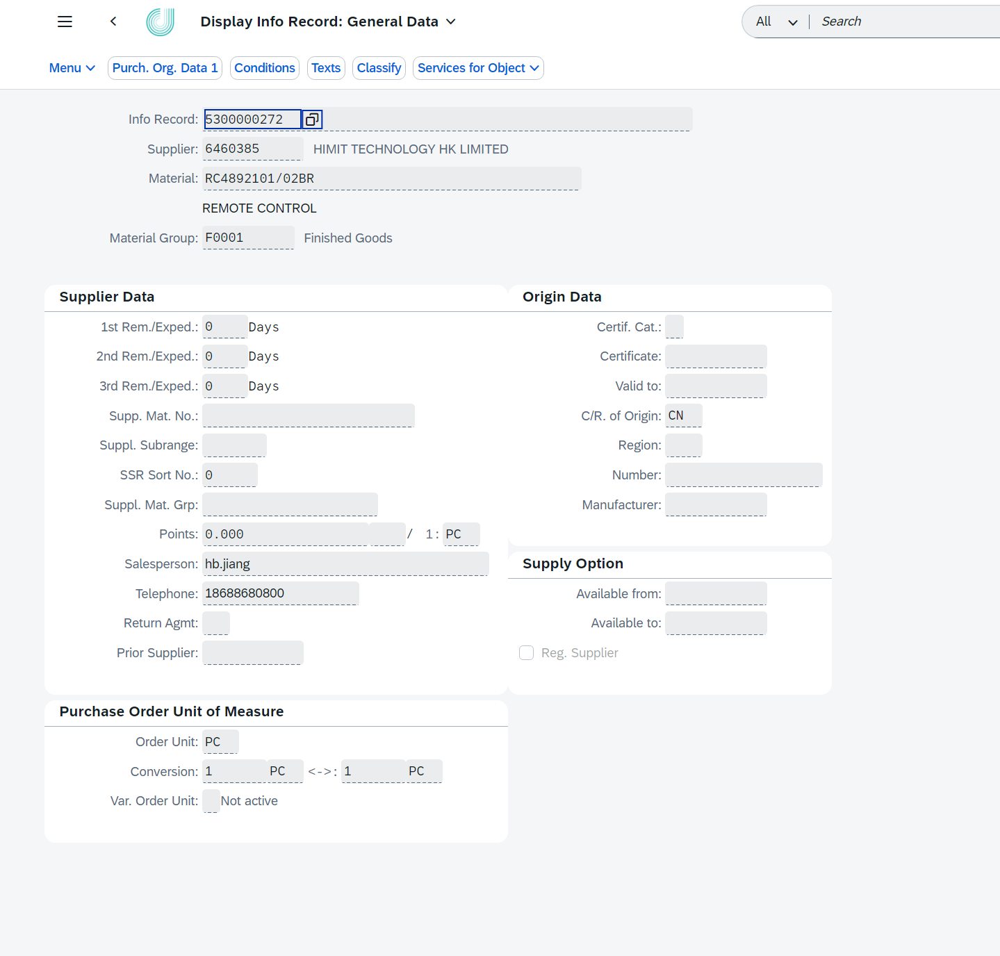 Display Info Record: General Data
All Search
Menu Purch. Org. Data 1 Conditions Texts Classify Services for Object
Info Record: 5300000272
Supplier: 6460385 HIMIT TECHNOLOGY HK LIMITED
Material: RC4892101/02BR
REMOTE CONTROL
Material Group: F0001 Finished Goods
Supplier Data
1st Rem./Exped.: 0 Days
2nd Rem./Exped.: 0 Days
3rd Rem./Exped.: 0 Days
Supp. Mat. No.:
Suppl. Subrange:
SSR Sort No.: 0
Suppl. Mat. Grp:
Points: 0.000 / 1: PC
Salesperson: hb.jiang
Telephone: 18688680800
Return Agmt:
Prior Supplier:
Origin Data
Certif. Cat.:
Certificate:
Valid to:
C/R. of Origin: CN
Region:
Number:
Manufacturer:
Supply Option
Available from:
Available to:
Reg. Supplier
Purchase Order Unit of Measure
Order Unit: PC
Conversion: 1 PC <->: 1 PC
Var. Order Unit: Not active